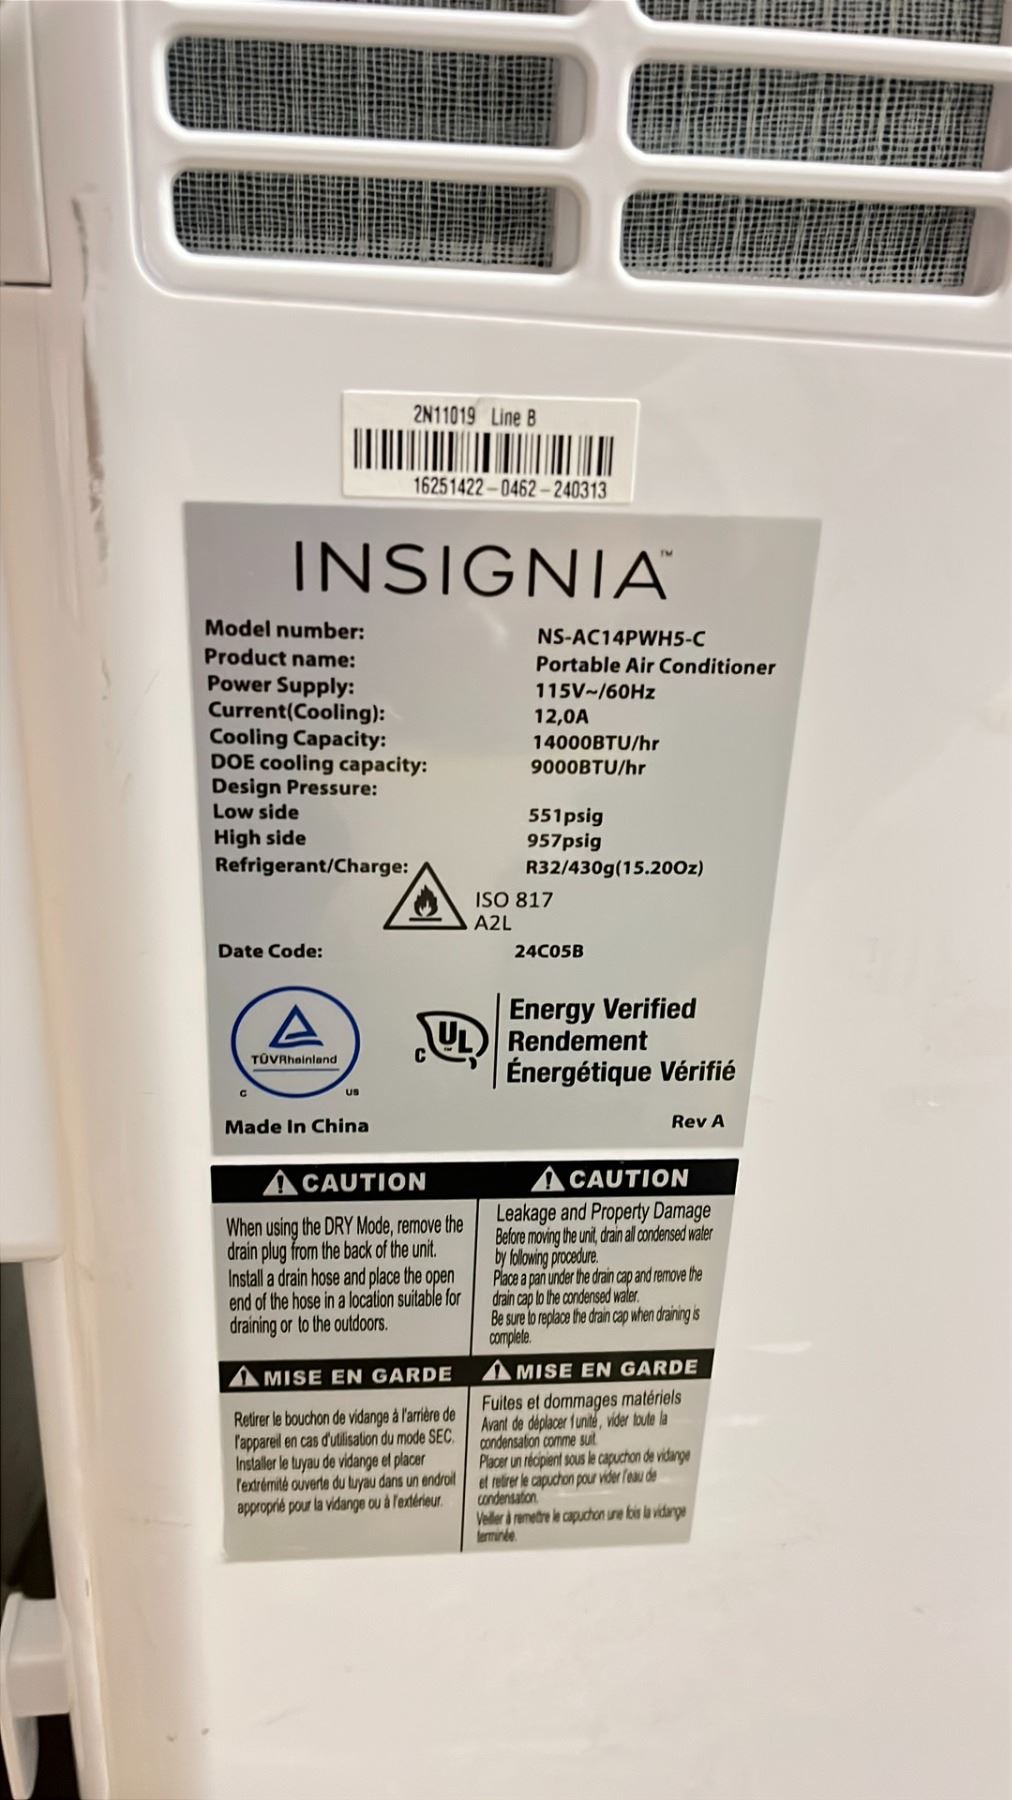 2N11019 Line B
16251422-0462-240313
INSIGNIA™
Model number: NS-AC14PWH5-C
Product name: Portable Air Conditioner
Power Supply: 115V~/60Hz
Current(Cooling): 12,0A
Cooling Capacity: 14000BTU/hr
DOE cooling capacity: 9000BTU/hr
Design Pressure:
Low side 551psig
High side 957psig
Refrigerant/Charge: R32/430g(15.20Oz)
ISO 817
A2L
Date Code: 24C05B
TÜVRheinland
C US
C UL
Energy Verified
Rendement
Énergétique Vérifié
Made In China Rev A
CAUTION
When using the DRY Mode, remove the
drain plug from the back of the unit.
Install a drain hose and place the open
end of the hose in a location suitable for
draining or to the outdoors.
CAUTION
Leakage and Property Damage
Before moving the unit, drain all condensed water
by following procedure.
Place a pan under the drain cap and remove the
drain cap to the condensed water.
Be sure to replace the drain cap when draining is
complete.
MISE EN GARDE
Retirer le bouchon de vidange à l'arrière de
l'appareil en cas d'utilisation du mode SEC.
Installer le tuyau de vidange et placer
l'extrémité ouverte du tuyau dans un endroit
approprié pour la vidange ou à l'extérieur.
MISE EN GARDE
Fuites et dommages matériels
Avant de déplacer l'unité, vider toute la
condensation comme suit.
Placer un récipient sous le capuchon de vidange
et retirer le capuchon pour vider l'eau de
condensation.
Veiller à remettre le capuchon une fois la vidange
terminée.